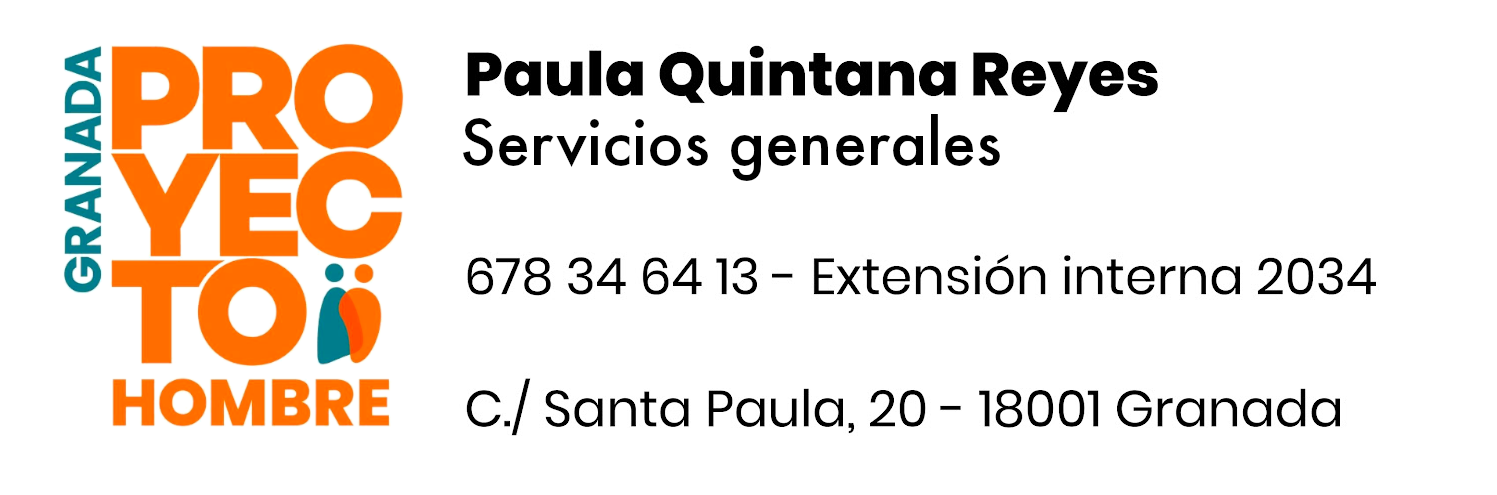 GRANADA
PRO
YEC
TO
HOMBRE
Paula Quintana Reyes
Servicios generales
678 34 64 13 - Extensión interna 2034
C./ Santa Paula, 20 - 18001 Granada